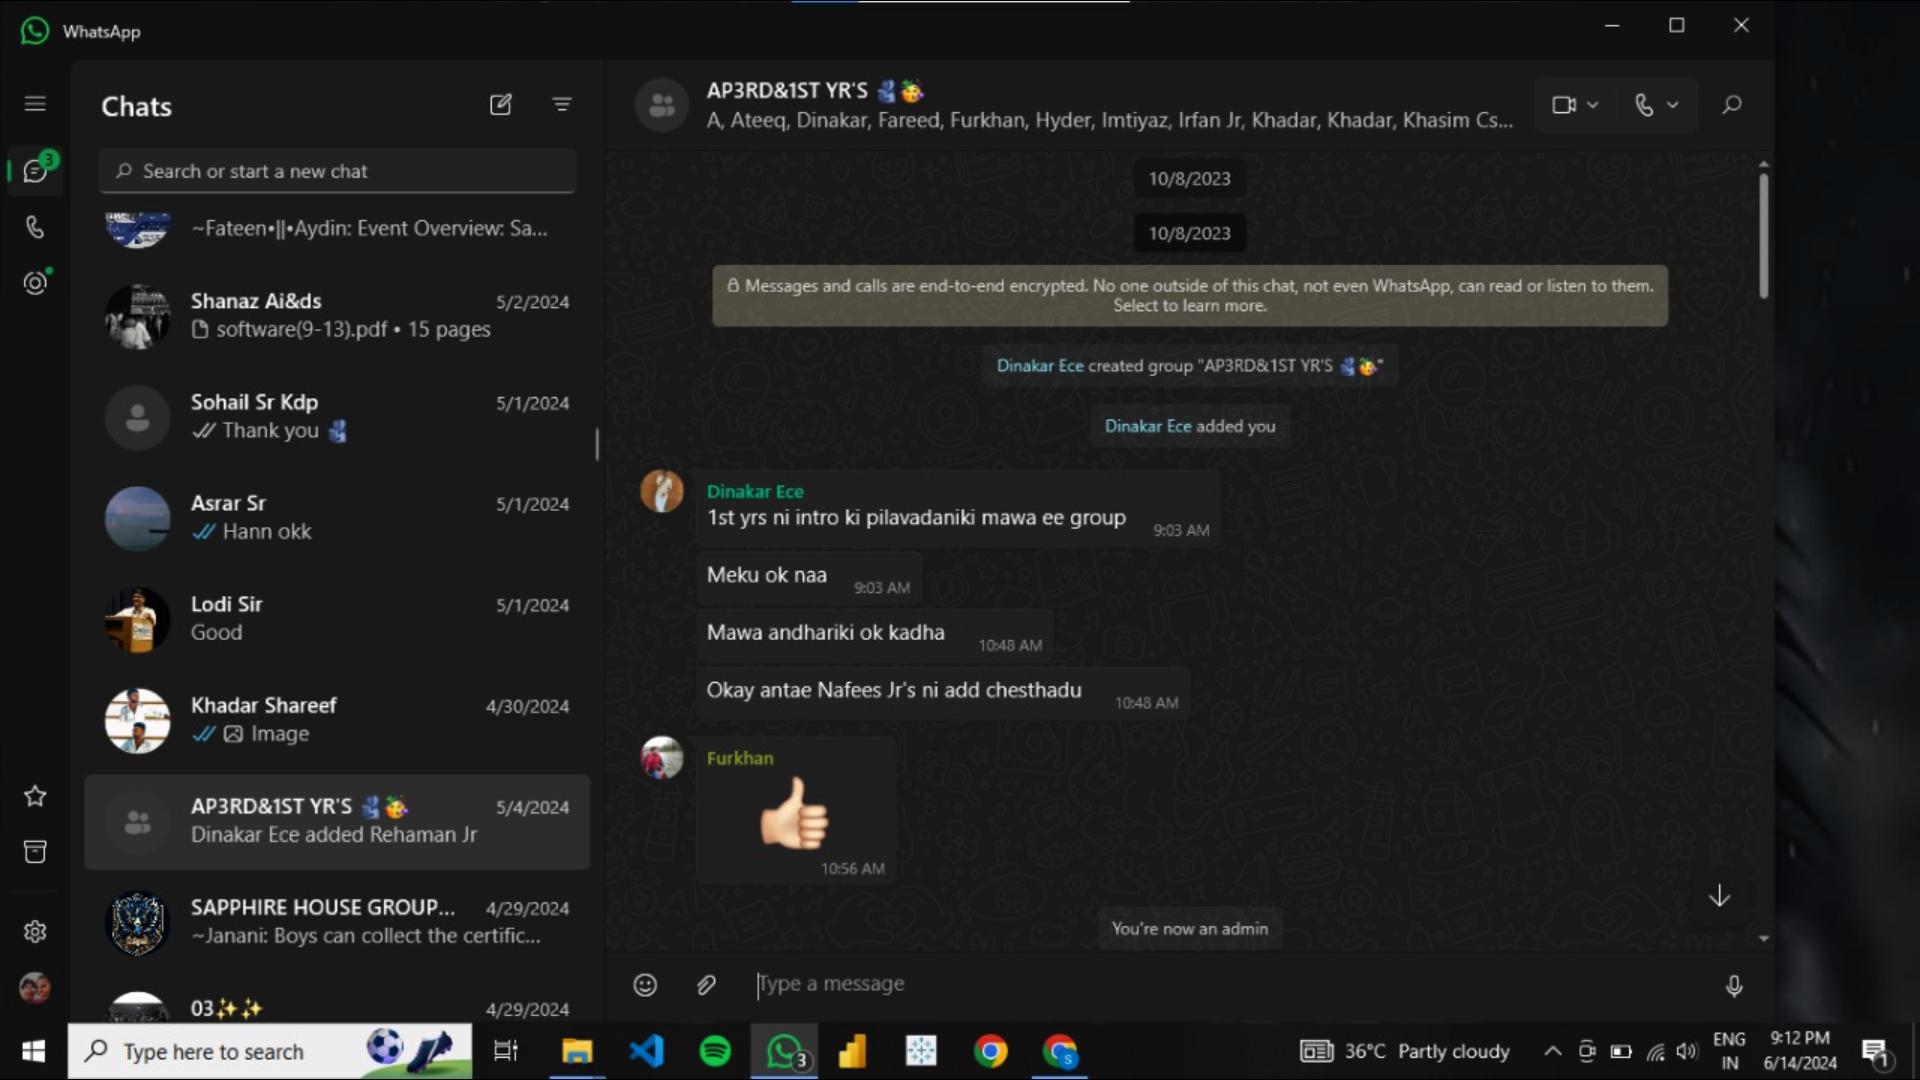 WhatsApp
Chats
3
Search or start a new chat
~Fateen•||•Aydin: Event Overview: Sa...
Shanaz Ai&ds 5/2/2024
software(9-13).pdf • 15 pages
Sohail Sr Kdp 5/1/2024
Thank you 🫂
Asrar Sr 5/1/2024
Hann okk
Lodi Sir 5/1/2024
Good
Khadar Shareef 4/30/2024
Image
AP3RD&1ST YR'S 🫂🥳 5/4/2024
Dinakar Ece added Rehaman Jr
SAPPHIRE HOUSE GROUP... 4/29/2024
~Janani: Boys can collect the certific...
03✨✨ 4/29/2024
AP3RD&1ST YR'S 🫂🥳
A, Ateeq, Dinakar, Fareed, Furkhan, Hyder, Imtiyaz, Irfan Jr, Khadar, Khadar, Khasim Cs...
10/8/2023
10/8/2023
Messages and calls are end-to-end encrypted. No one outside of this chat, not even WhatsApp, can read or listen to them.
Select to learn more.
Dinakar Ece created group "AP3RD&1ST YR'S 🫂🥳"
Dinakar Ece added you
Dinakar Ece
1st yrs ni intro ki pilavadaniki mawa ee group 9:03 AM
Meku ok naa 9:03 AM
Mawa andhariki ok kadha 10:48 AM
Okay antae Nafees Jr's ni add chesthadu 10:48 AM
Furkhan
👍🏻
10:56 AM
You're now an admin
Type a message
Type here to search
3
S
36°C Partly cloudy
ENG
IN
9:12 PM
6/14/2024
1